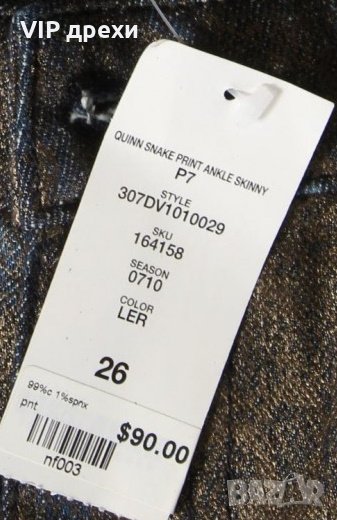 VIP дрехи
QUINN SNAKE PRINT ANKLE SKINNY
P7
STYLE
307DV1010029
SKU
164158
SEASON
0710
COLOR
LER
26
99%c 1%spnx
pnt
$90.00
nf003
BAZAR